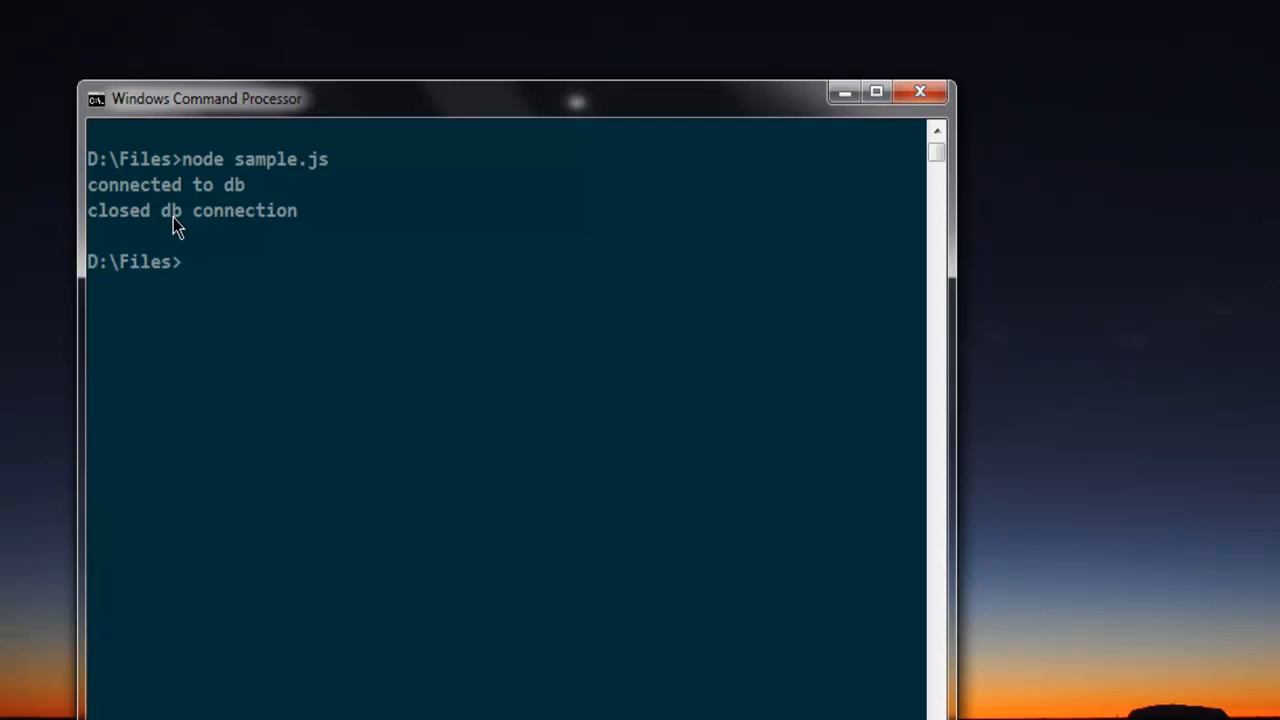 Windows Command Processor
D:\Files>node sample.js
connected to db
closed db connection
D:\Files>